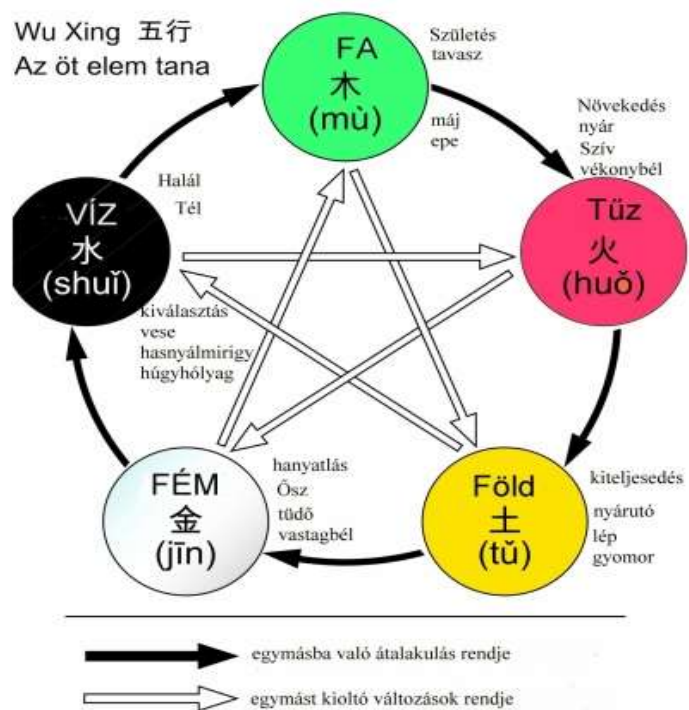 Wu Xing 五行
Az öt elem tana
FA
木
(mù)
Születés
tavasz
máj
epe
Növekedés
nyár
Szív
vékonybél
Tűz
火
(huǒ)
Halál
Tél
VÍZ
水
(shuǐ)
kiválasztás
vese
hasnyálmirigy
húgyhólyag
FÉM
金
(jīn)
hanyatlás
Ősz
tüdő
vastagbél
Föld
土
(tǔ)
kiteljesedés
nyárutó
lép
gyomor
egymásba való átalakulás rendje
egymást kioltó változások rendje